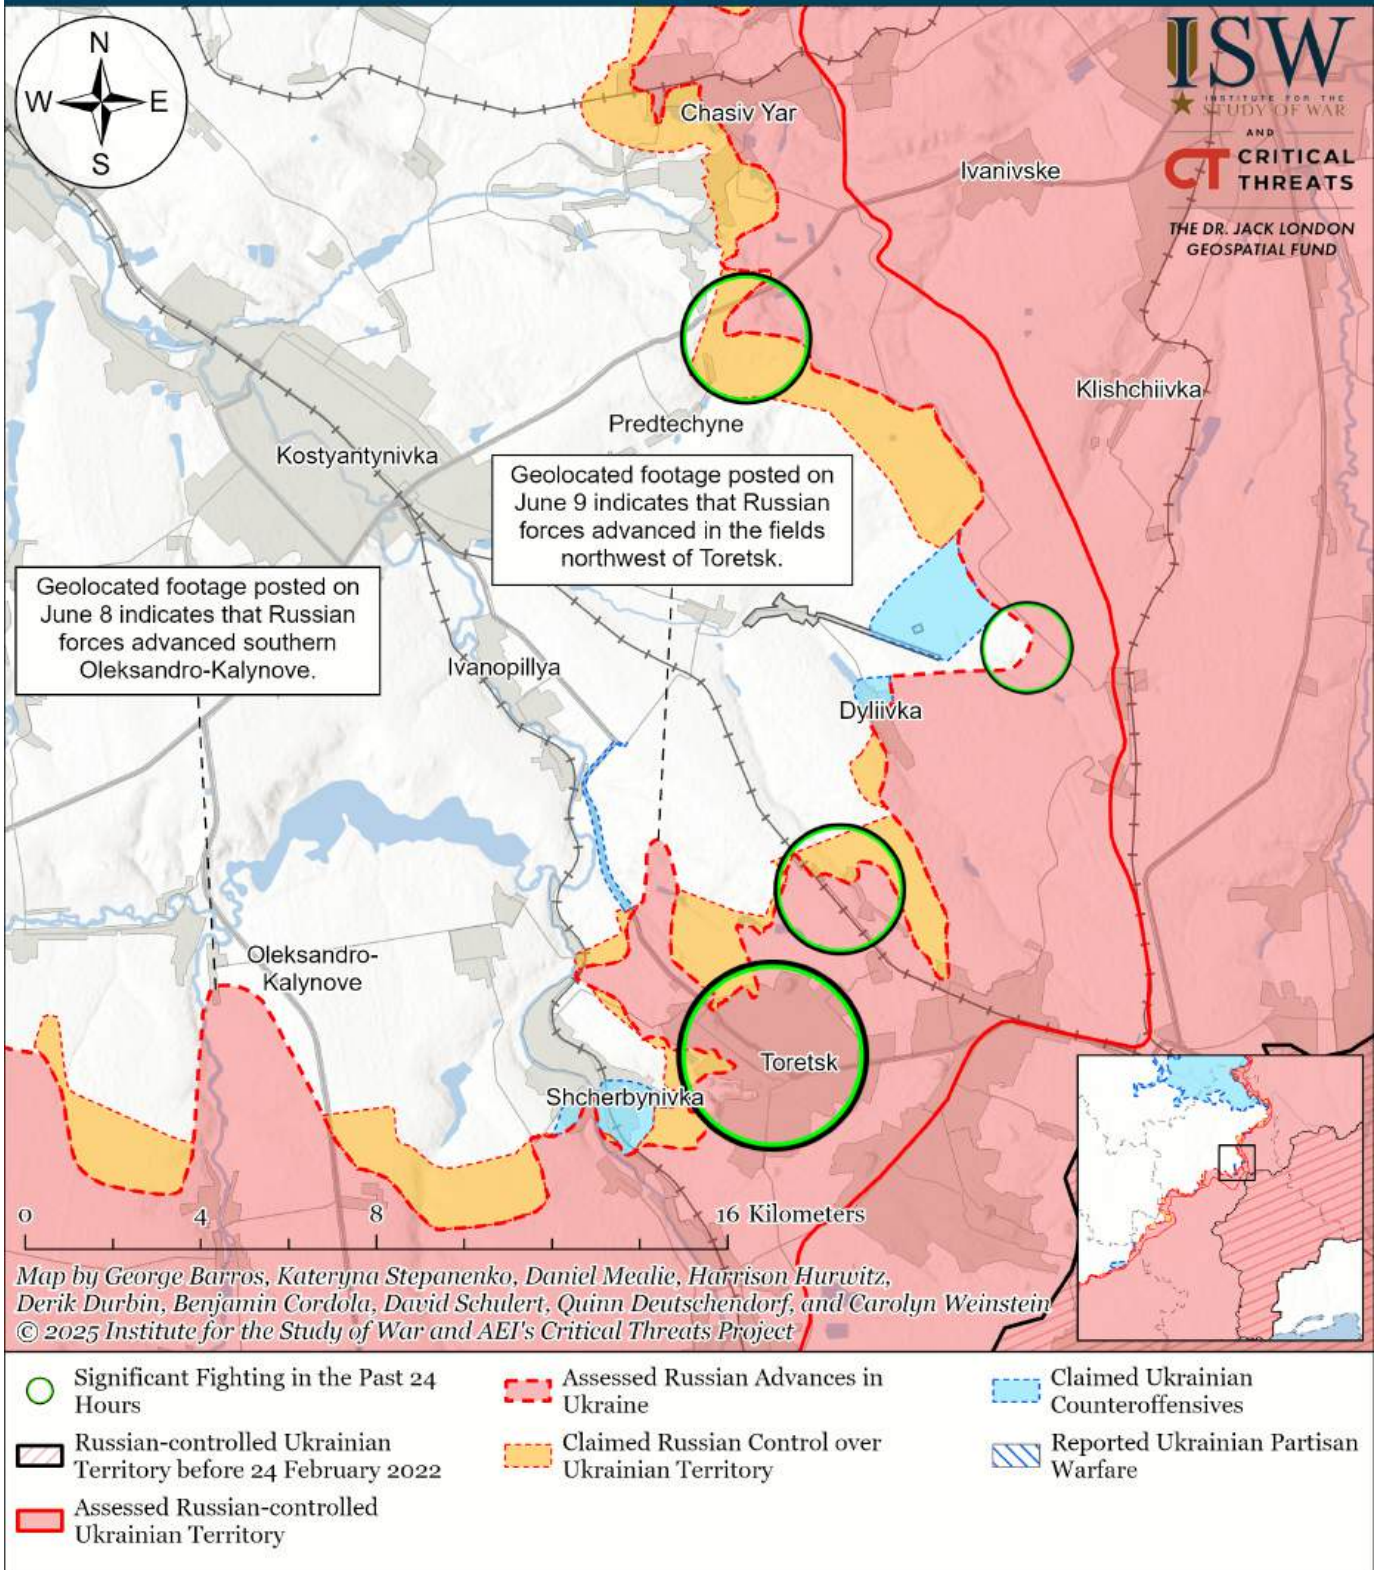 N
W
E
S
ISW
INSTITUTE FOR THE
STUDY OF WAR
AND
CT CRITICAL
THREATS
THE DR. JACK LONDON
GEOSPATIAL FUND
Chasiv Yar
Ivanivske
Klishchiivka
Predtechyne
Kostyantynivka
Geolocated footage posted on
June 9 indicates that Russian
forces advanced in the fields
northwest of Toretsk.
Geolocated footage posted on
June 8 indicates that Russian
forces advanced southern
Oleksandro-Kalynove.
Ivanopillya
Dyliivka
Oleksandro-
Kalynove
Toretsk
Shcherbynivka
0 4 8 16 Kilometers
Map by George Barros, Kateryna Stepanenko, Daniel Mealie, Harrison Hurwitz,
Derik Durbin, Benjamin Cordola, David Schulert, Quinn Deutschendorf, and Carolyn Weinstein
© 2025 Institute for the Study of War and AEI's Critical Threats Project
Significant Fighting in the Past 24
Hours
Russian-controlled Ukrainian
Territory before 24 February 2022
Assessed Russian-controlled
Ukrainian Territory
Assessed Russian Advances in
Ukraine
Claimed Russian Control over
Ukrainian Territory
Claimed Ukrainian
Counteroffensives
Reported Ukrainian Partisan
Warfare